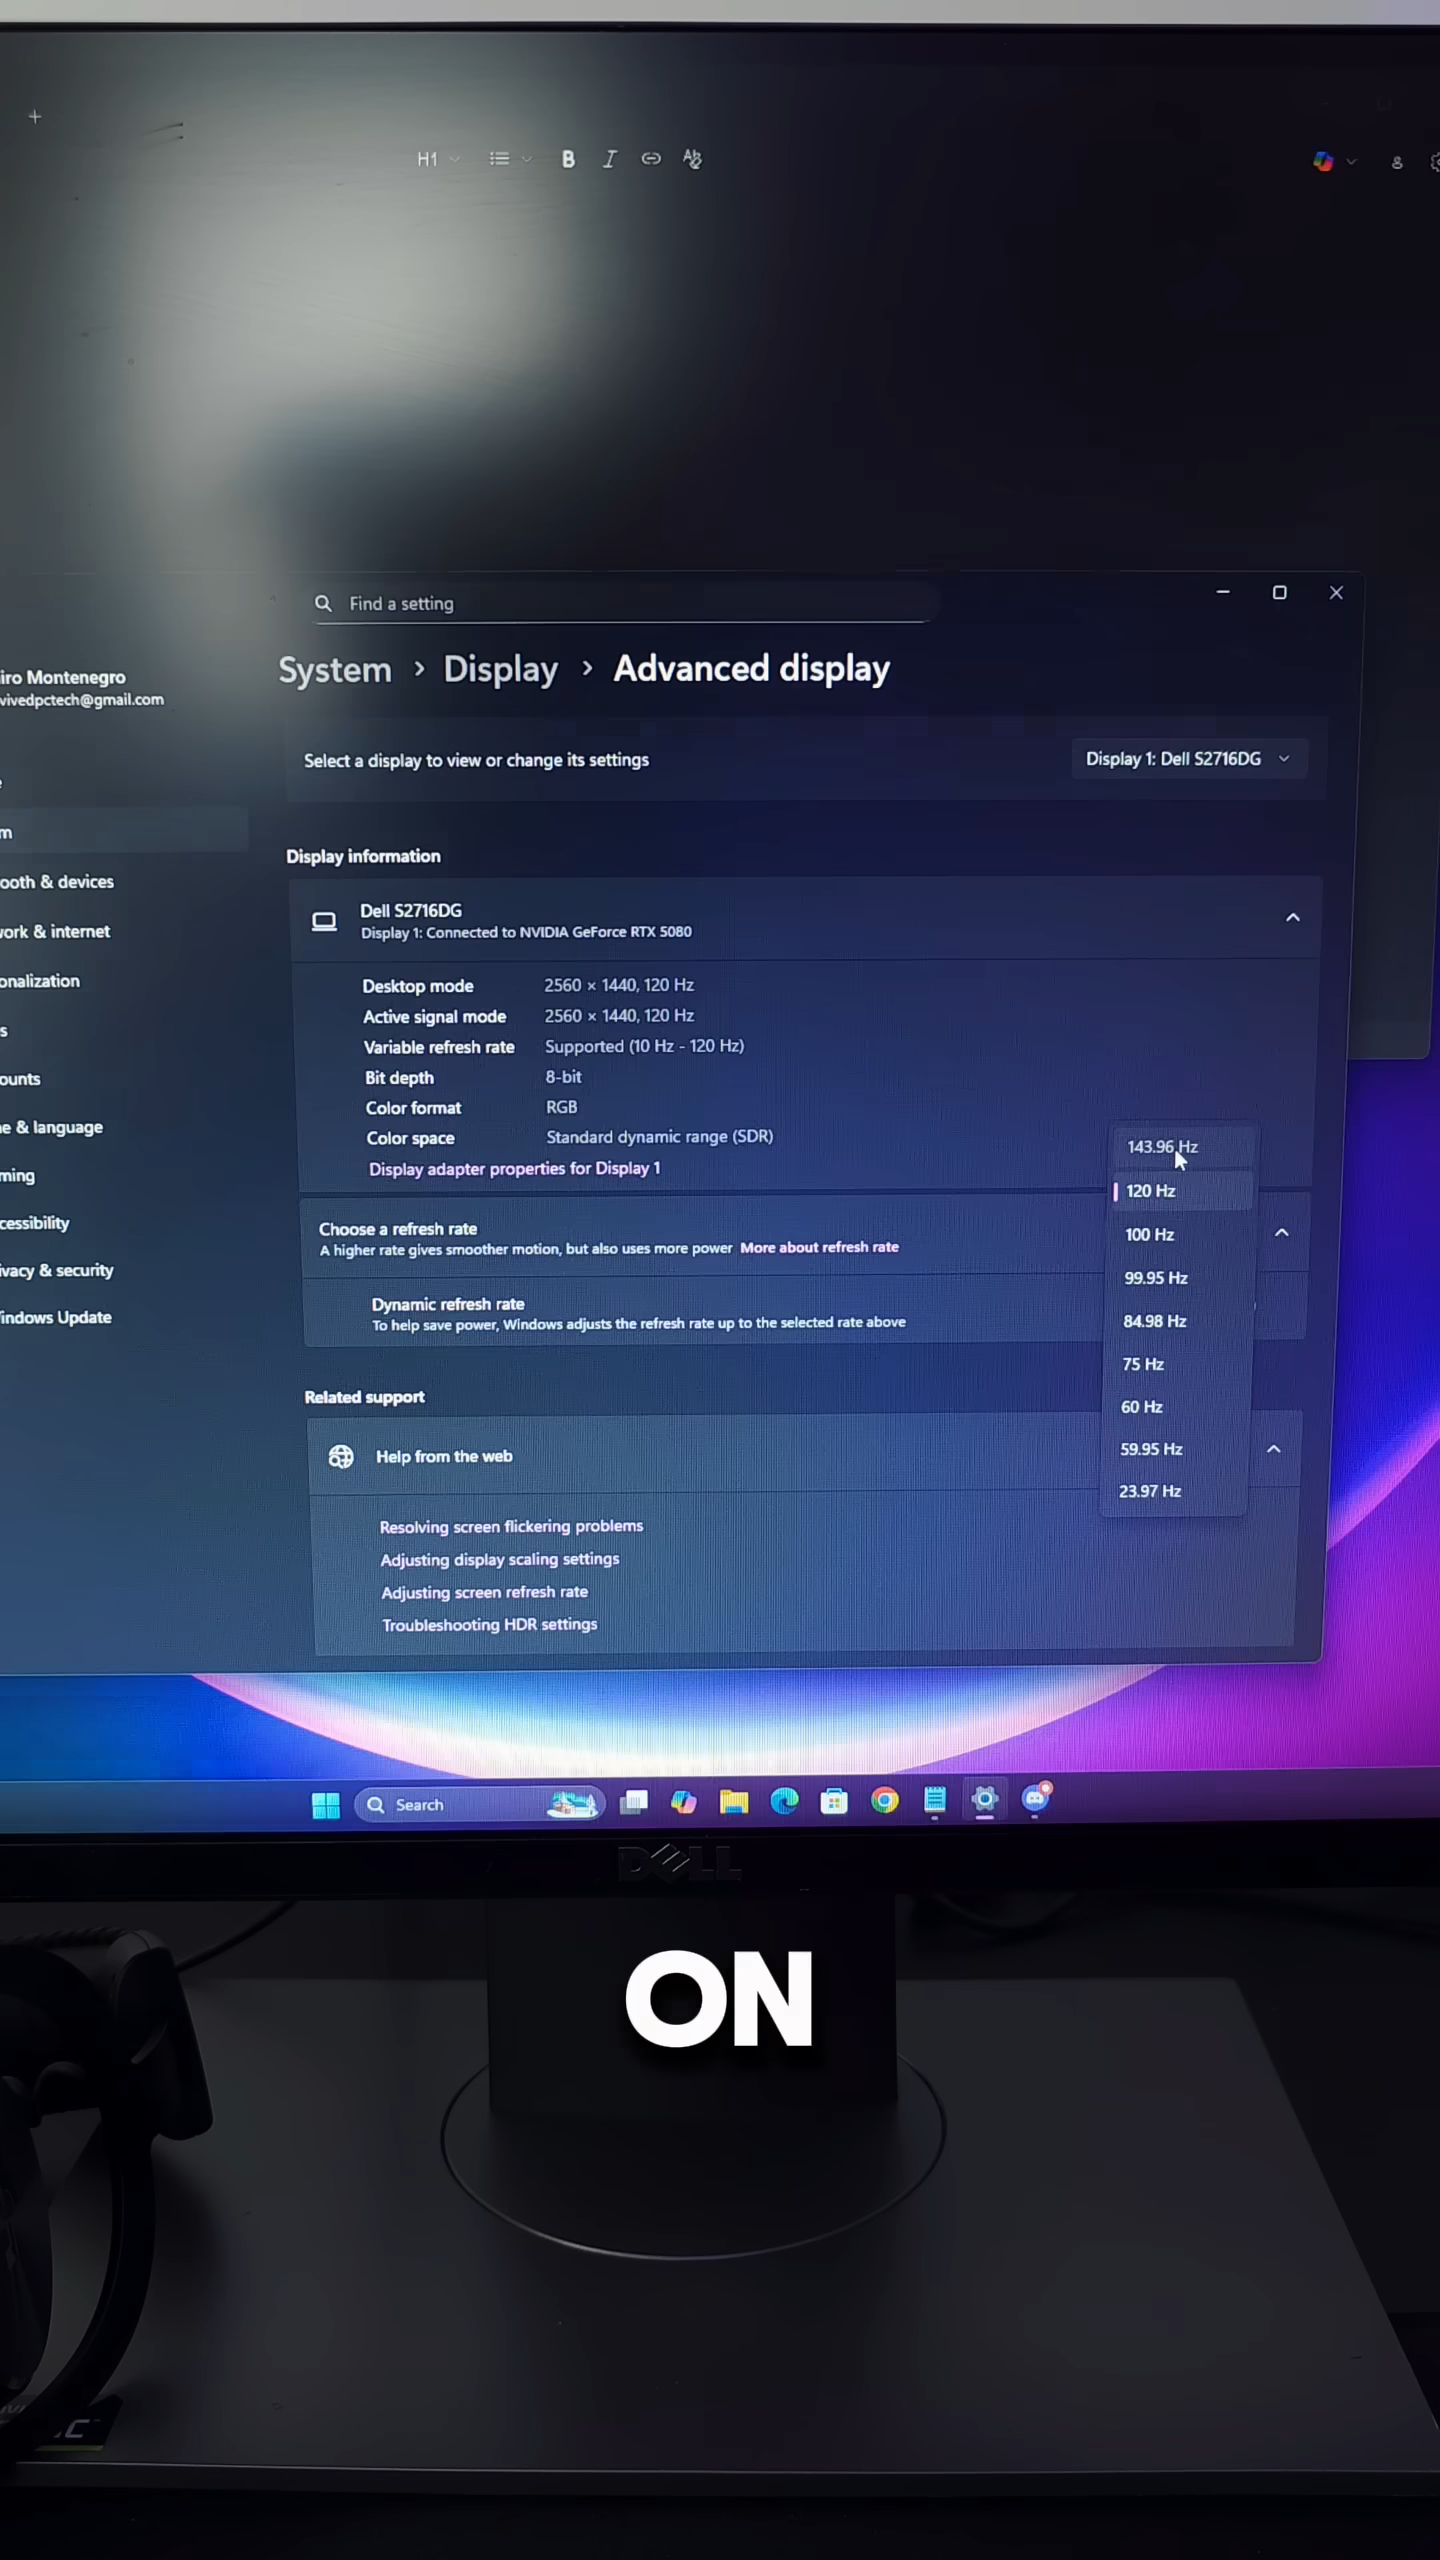 H1 B I
Find a setting
System > Display > Advanced display
iro Montenegro
vivedpctech@gmail.com
Select a display to view or change its settings
Display 1: Dell S2716DG
m
ooth & devices
ork & internet
onalization
s
ounts
e & language
ming
cessibility
vacy & security
indows Update
Display information
Dell S2716DG
Display 1: Connected to NVIDIA GeForce RTX 5080
Desktop mode 2560 × 1440, 120 Hz
Active signal mode 2560 × 1440, 120 Hz
Variable refresh rate Supported (10 Hz - 120 Hz)
Bit depth 8-bit
Color format RGB
Color space Standard dynamic range (SDR)
Display adapter properties for Display 1
143.96 Hz
120 Hz
100 Hz
99.95 Hz
84.98 Hz
75 Hz
60 Hz
59.95 Hz
23.97 Hz
Choose a refresh rate
A higher rate gives smoother motion, but also uses more power More about refresh rate
Dynamic refresh rate
To help save power, Windows adjusts the refresh rate up to the selected rate above
Related support
Help from the web
Resolving screen flickering problems
Adjusting display scaling settings
Adjusting screen refresh rate
Troubleshooting HDR settings
Search
DELL
ON